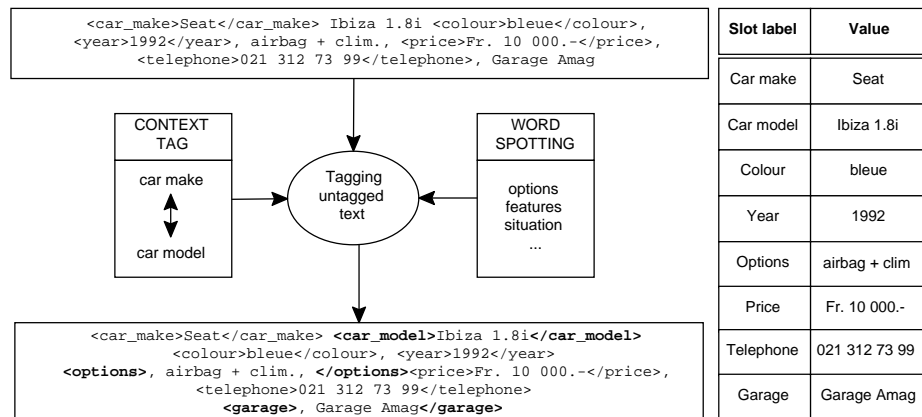 <car_make>Seat</car_make> Ibiza 1.8i <colour>bleue</colour>,
<year>1992</year>, airbag + clim., <price>Fr. 10 000.-</price>,
<telephone>021 312 73 99</telephone>, Garage Amag
CONTEXT
TAG
car make
car model
Tagging
untagged
text
WORD
SPOTTING
options
features
situation
...
<car_make>Seat</car_make> <car_model>Ibiza 1.8i</car_model>
<colour>bleue</colour>, <year>1992</year>
<options>, airbag + clim., </options><price>Fr. 10 000.-</price>,
<telephone>021 312 73 99</telephone>
<garage>, Garage Amag</garage>
Slot label Value
Car make Seat
Car model Ibiza 1.8i
Colour bleue
Year 1992
Options airbag + clim
Price Fr. 10 000.-
Telephone 021 312 73 99
Garage Garage Amag